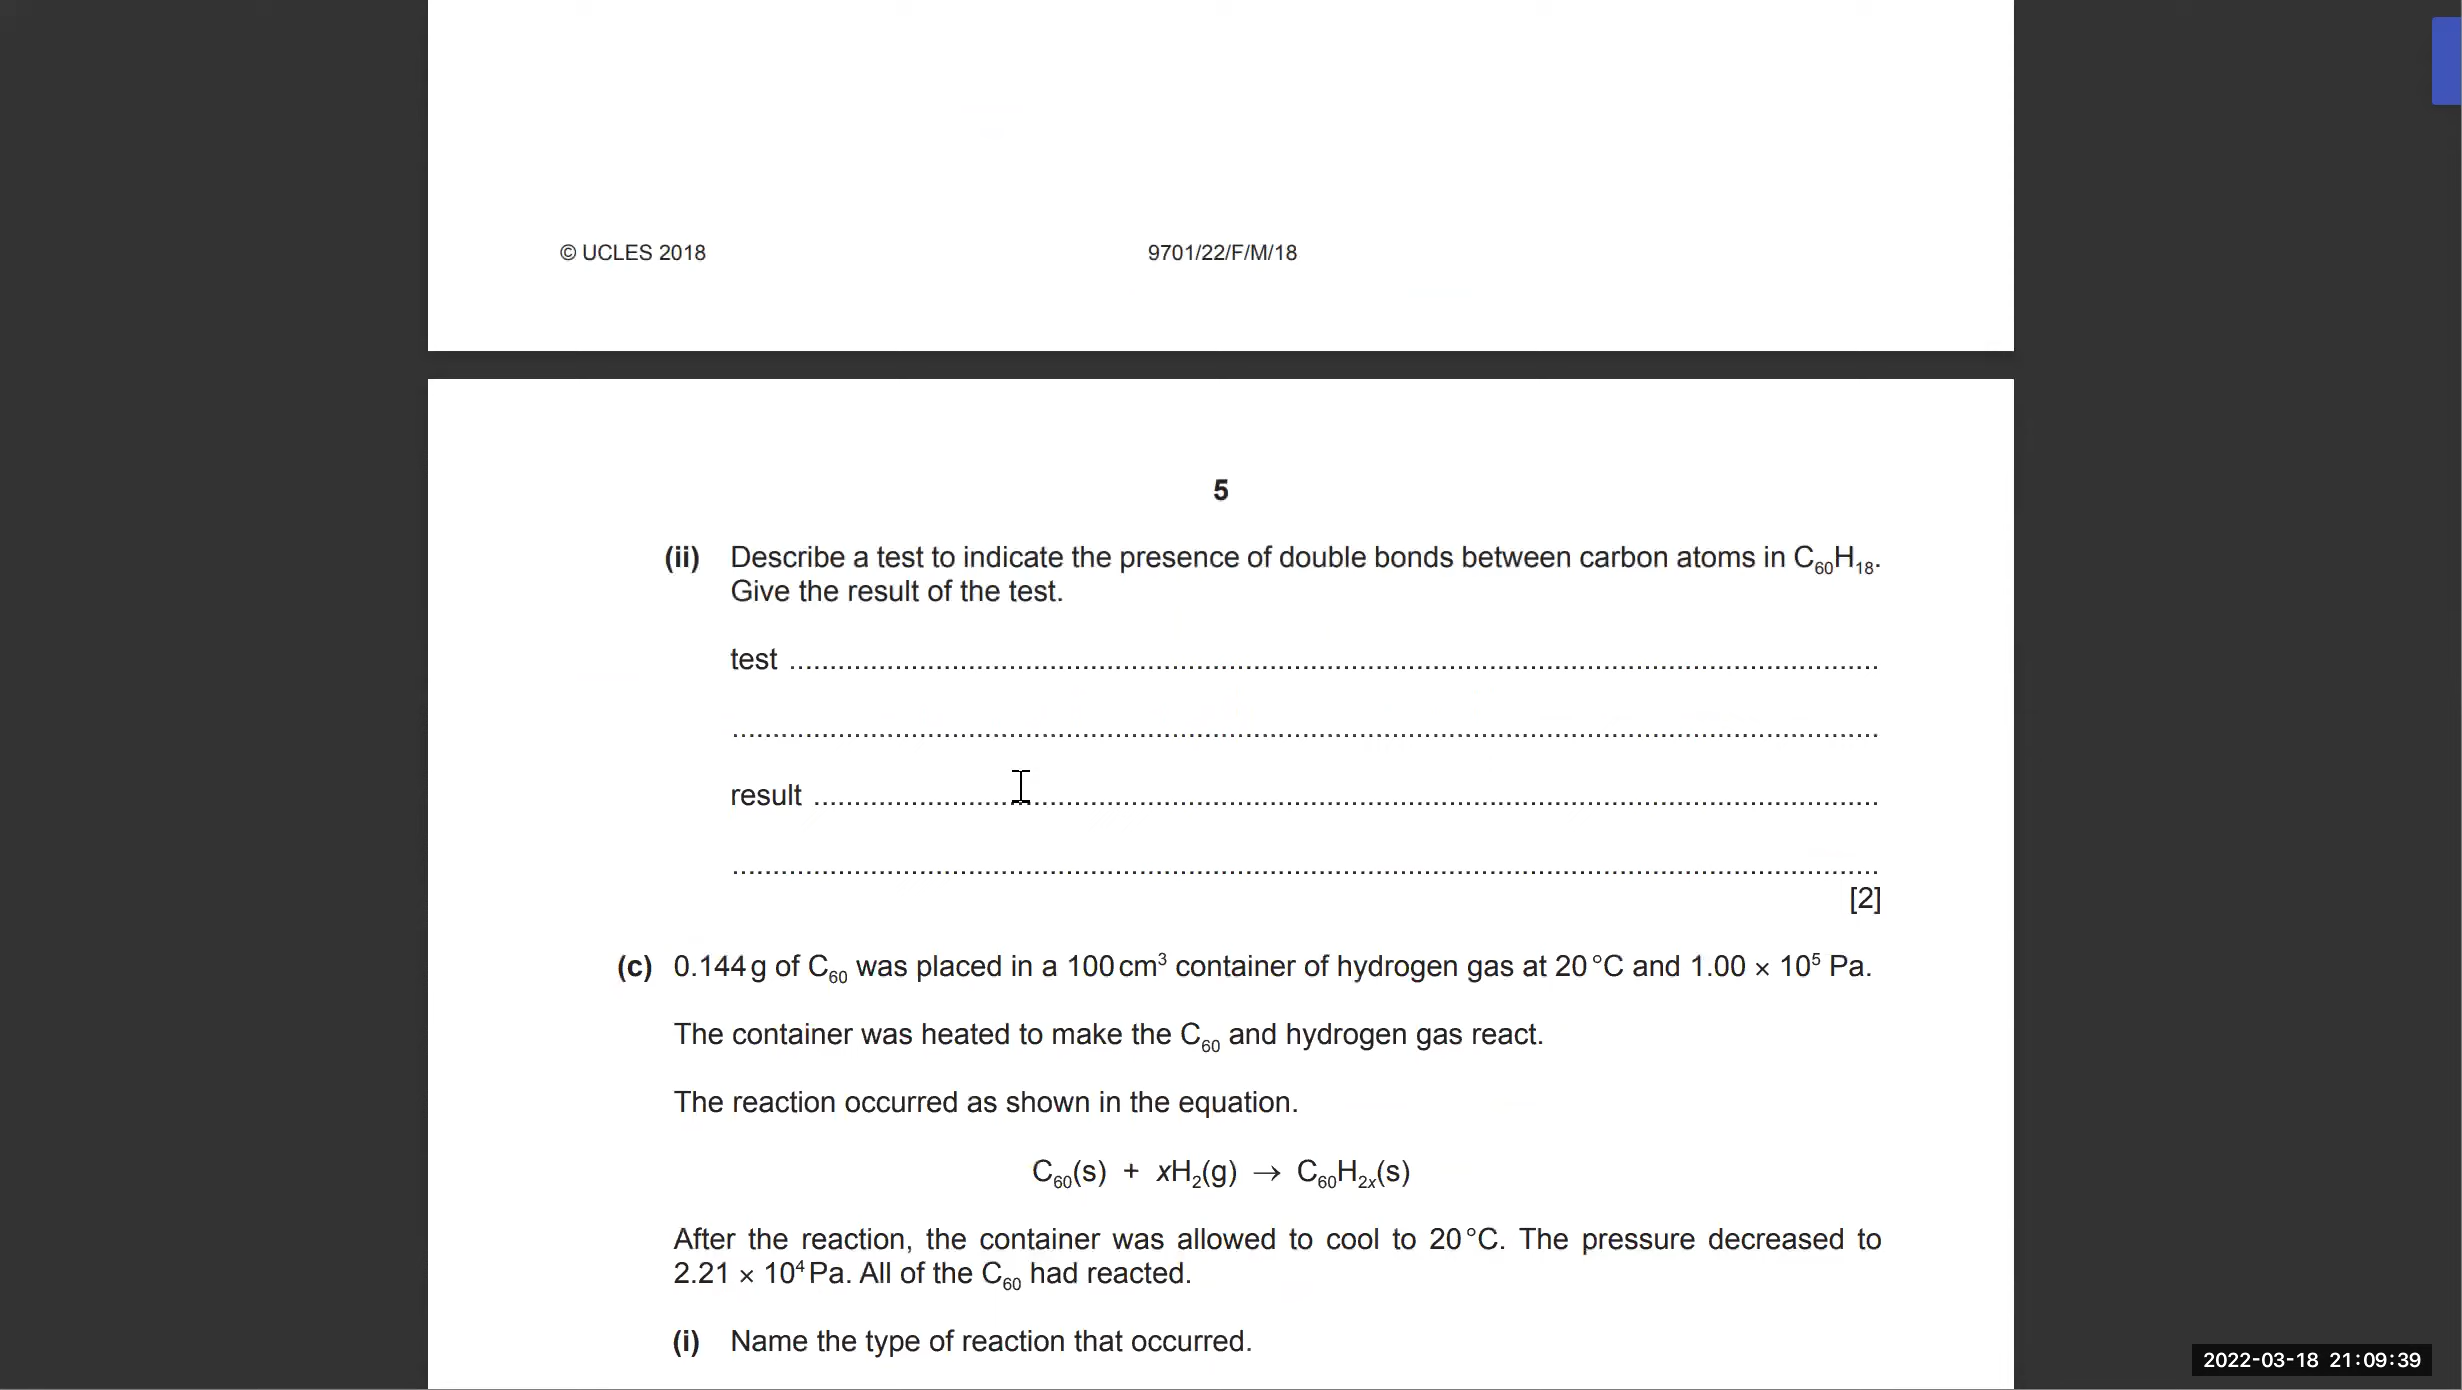 © UCLES 2018 9701/22/F/M/18
5
(ii) Describe a test to indicate the presence of double bonds between carbon atoms in C₆₀H₁₈.
Give the result of the test.
test ................................................................................
................................................................................
result ................................................................................
................................................................................
[2]
(c) 0.144 g of C₆₀ was placed in a 100 cm³ container of hydrogen gas at 20 °C and 1.00 × 10⁵ Pa.
The container was heated to make the C₆₀ and hydrogen gas react.
The reaction occurred as shown in the equation.
C₆₀(s) + xH₂(g) → C₆₀H₂ₓ(s)
After the reaction, the container was allowed to cool to 20 °C. The pressure decreased to
2.21 × 10⁴ Pa. All of the C₆₀ had reacted.
(i) Name the type of reaction that occurred.
2022-03-18 21:09:39